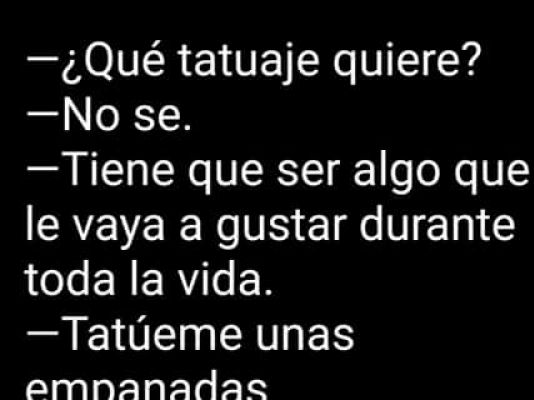 —¿Qué tatuaje quiere?
—No se.
—Tiene que ser algo que
le vaya a gustar durante
toda la vida.
—Tatúeme unas
empanadas